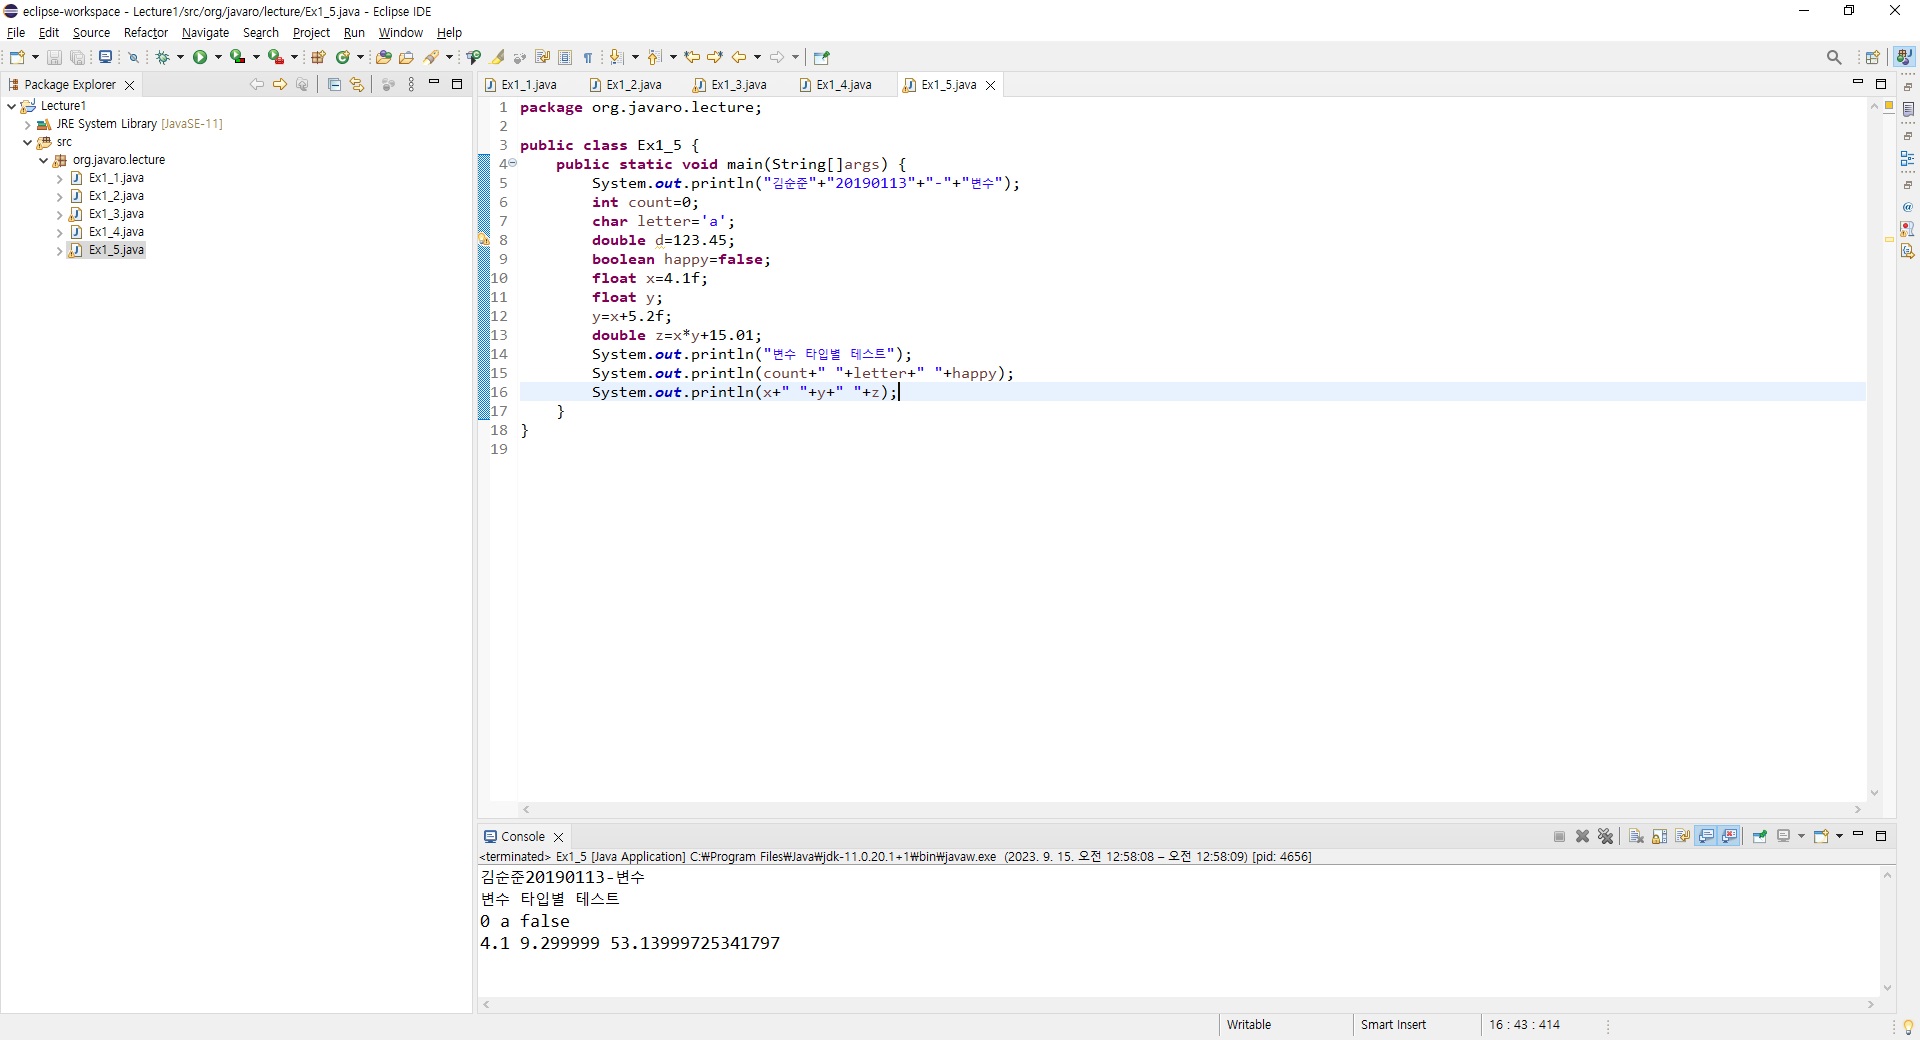 eclipse-workspace - Lecture1/src/org/javaro/lecture/Ex1_5.java - Eclipse IDE
File Edit Source Refactor Navigate Search Project Run Window Help
Package Explorer
Lecture1
JRE System Library [JavaSE-11]
src
org.javaro.lecture
Ex1_1.java
Ex1_2.java
Ex1_3.java
Ex1_4.java
Ex1_5.java
Ex1_1.java Ex1_2.java Ex1_3.java Ex1_4.java Ex1_5.java
1 package org.javaro.lecture;
2
3 public class Ex1_5 {
4 public static void main(String[]args) {
5 System.out.println("김순준"+"20190113"+"-"+"변수");
6 int count=0;
7 char letter='a';
8 double d=123.45;
9 boolean happy=false;
10 float x=4.1f;
11 float y;
12 y=x+5.2f;
13 double z=x*y+15.01;
14 System.out.println("변수 타입별 테스트");
15 System.out.println(count+" "+letter+" "+happy);
16 System.out.println(x+" "+y+" "+z);
17 }
18 }
19
Console
<terminated> Ex1_5 [Java Application] C:₩Program Files₩Java₩jdk-11.0.20.1+1₩bin₩javaw.exe (2023. 9. 15. 오전 12:58:08 – 오전 12:58:09) [pid: 4656]
김순준20190113-변수
변수 타입별 테스트
0 a false
4.1 9.299999 53.13999725341797
Writable Smart Insert 16 : 43 : 414